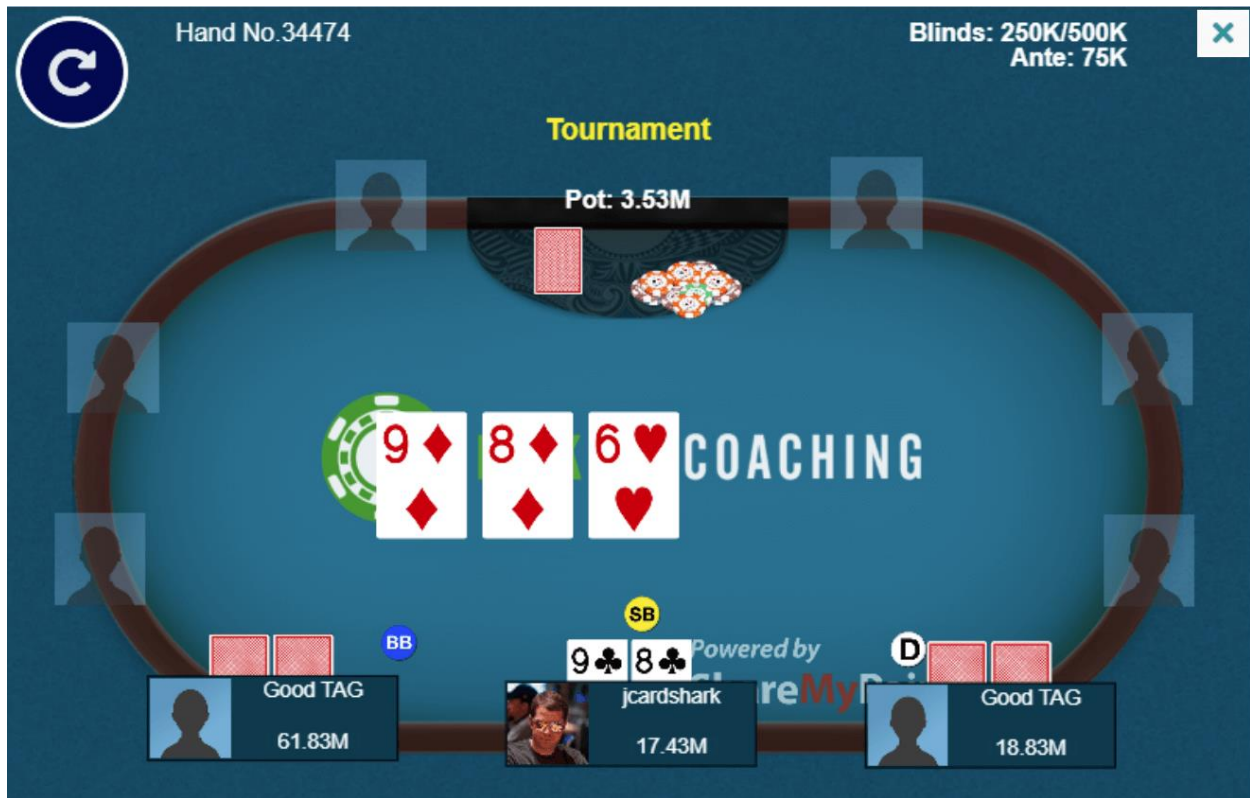 Hand No.34474
Blinds: 250K/500K
Ante: 75K
Tournament
Pot: 3.53M
9 8 6
COACHING
SB
BB
9 8
Powered by
D
Good TAG
61.83M
jcardshark
17.43M
Good TAG
18.83M